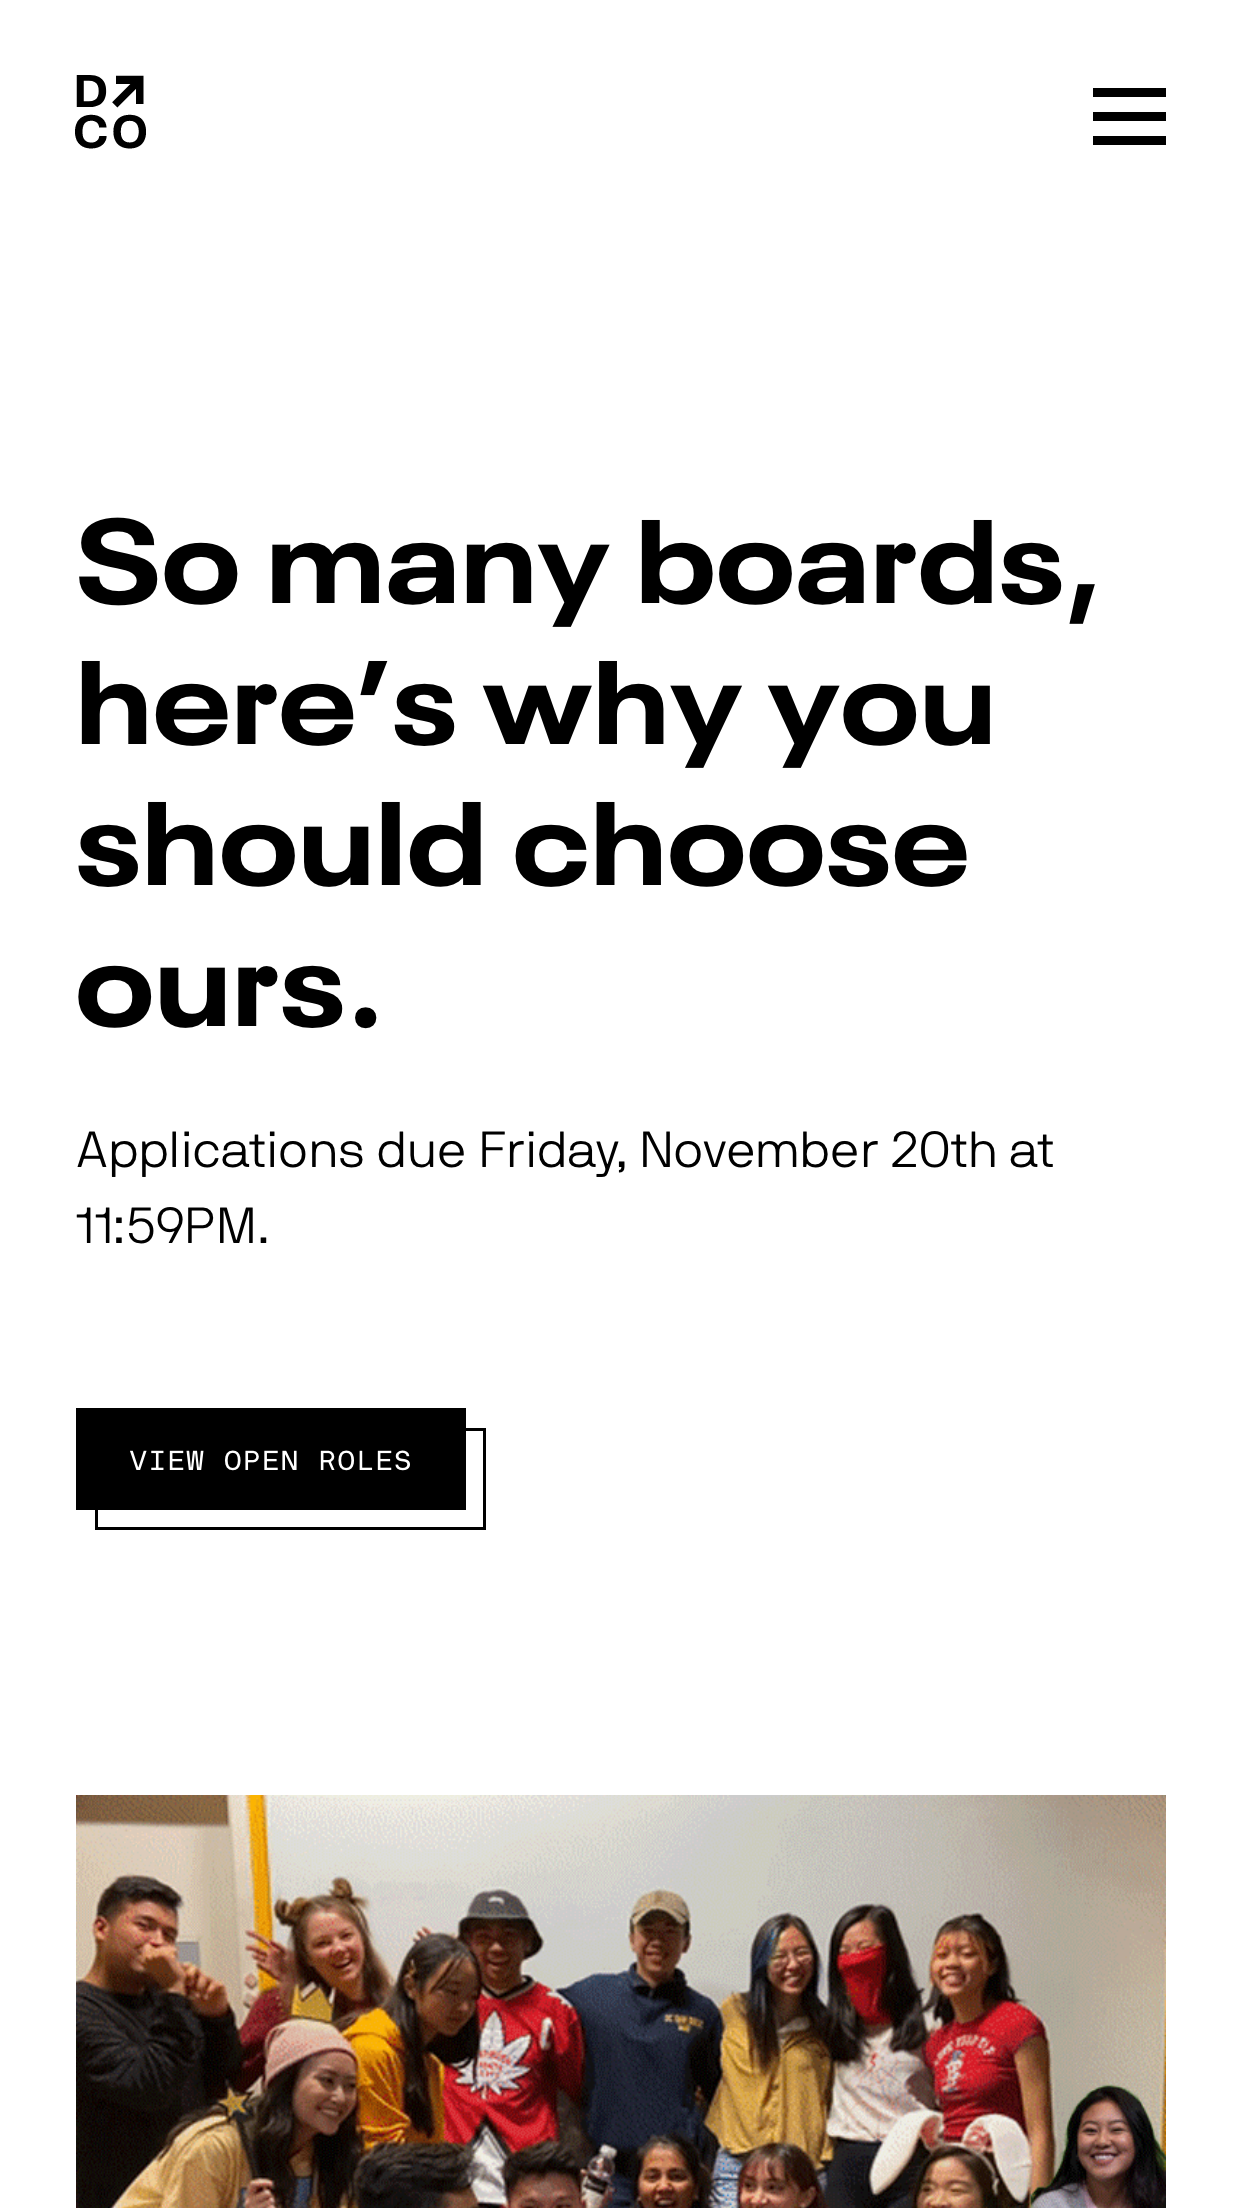 D
CO
So many boards,
here’s why you
should choose
ours.
Applications due Friday, November 20th at
11:59PM.
VIEW OPEN ROLES